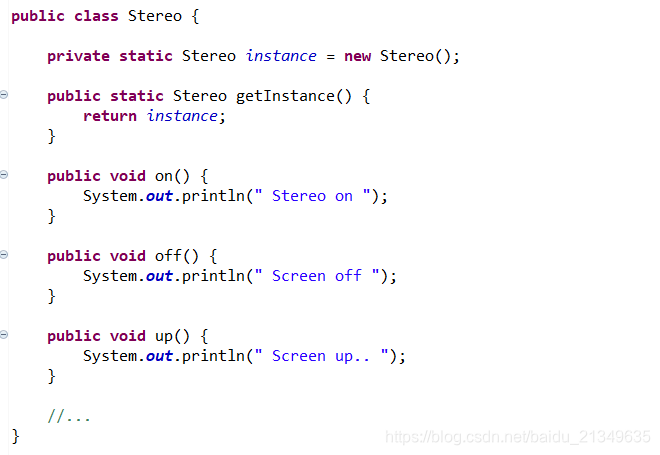 public class Stereo {
private static Stereo instance = new Stereo();
public static Stereo getInstance() {
return instance;
}
public void on() {
System.out.println(" Stereo on ");
}
public void off() {
System.out.println(" Screen off ");
}
public void up() {
System.out.println(" Screen up.. ");
}
//...
}
https://blog.csdn.net/baidu_21349635